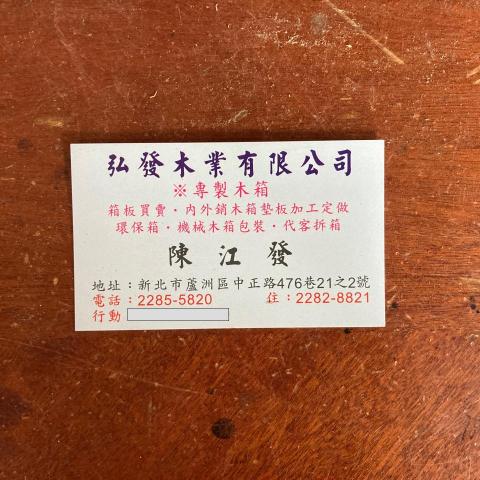 弘發木業有限公司
※專製木箱
箱板買賣·內外銷木箱墊板加工定做
環保箱·機械木箱包裝·代客拆箱
陳江發
地址：新北市蘆洲區中正路476巷21之2號
電話：2285-5820 住：2282-8821
行動